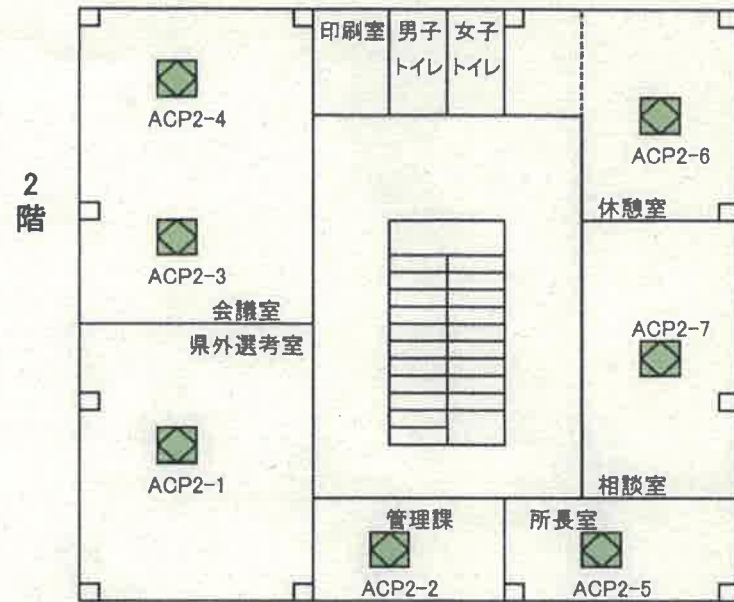 2
階
印刷室
男子
トイレ
女子
トイレ
ACP2-4
ACP2-6
休憩室
ACP2-3
会議室
県外選考室
ACP2-7
ACP2-1
相談室
管理課
所長室
ACP2-2
ACP2-5